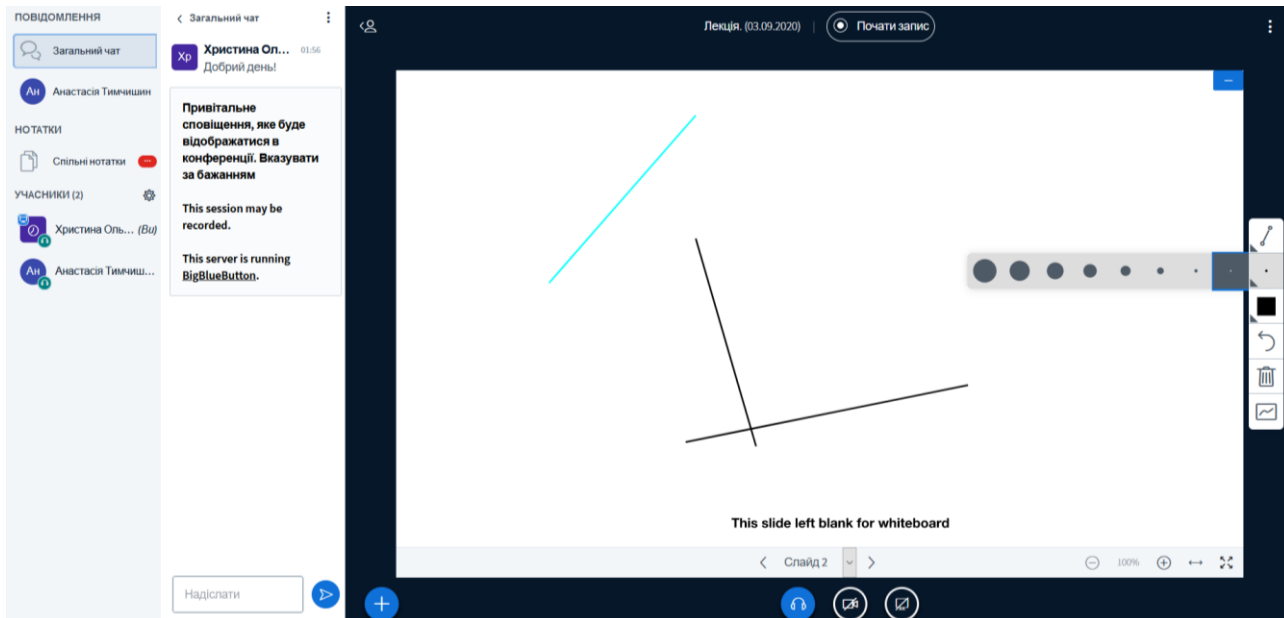 ПОВІДОМЛЕННЯ
Загальний чат
Ан Анастасія Тимчишин
НОТАТКИ
Спільні нотатки
УЧАСНИКИ (2)
Христина Оль... (Ви)
Ан Анастасія Тимчиш...
Загальний чат
Хр Христина Ол... 01:56
Добрий день!
Привітальне
сповіщення, яке буде
відображатися в
конференції. Вказувати
за бажанням
This session may be
recorded.
This server is running
BigBlueButton.
Надіслати
Лекція. (03.09.2020) | Почати запис
This slide left blank for whiteboard
Слайд 2
100%